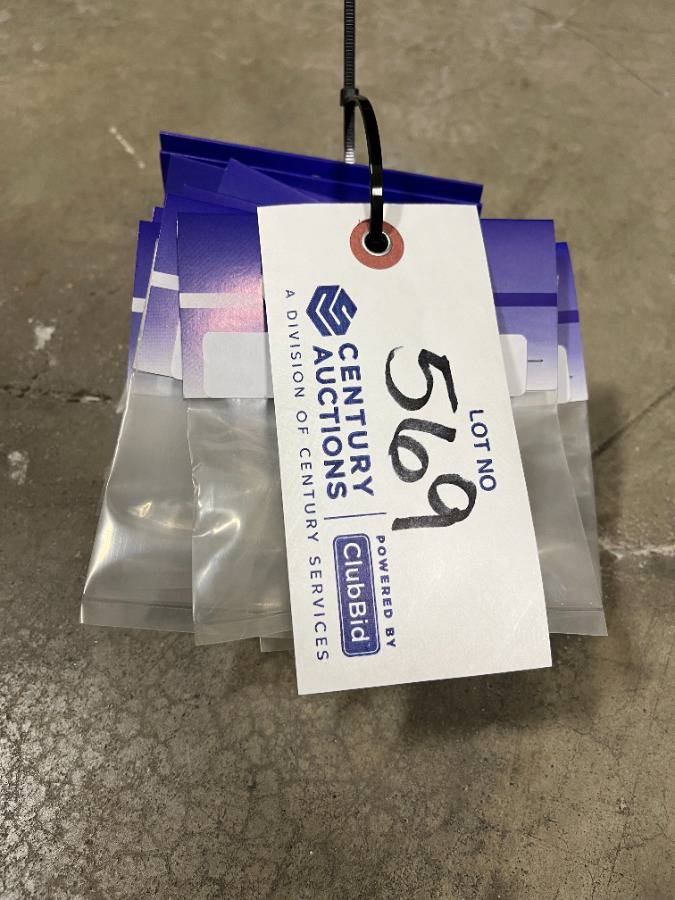 LOT NO
569
CENTURY
AUCTIONS
A DIVISION OF CENTURY SERVICES
POWERED BY
ClubBid